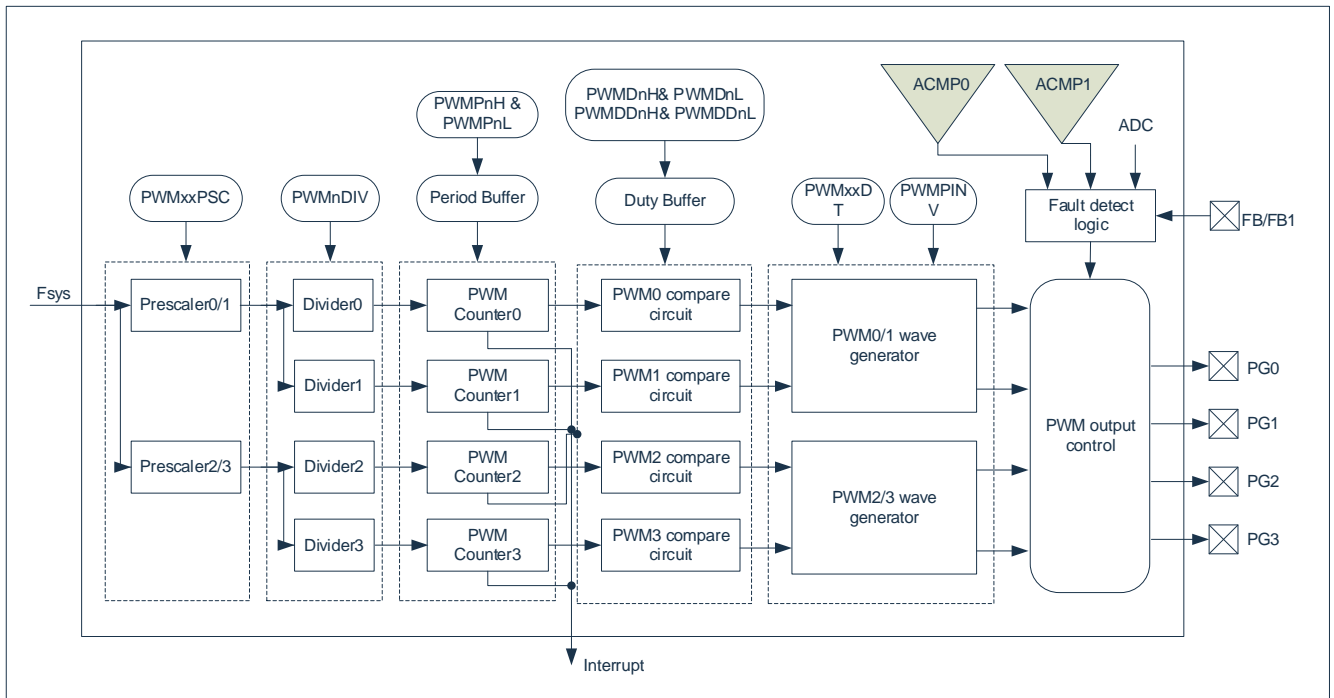 ACMP0
ACMP1
PWMPnH &
PWMPnL
PWMDnH& PWMDnL
PWMDDnH& PWMDDnL
ADC
PWMxxPSC
PWMnDIV
Period Buffer
Duty Buffer
PWMxxD
T
PWMPIN
V
Fault detect
logic
FB/FB1
Fsys
Prescaler0/1
Divider0
PWM
Counter0
PWM0 compare
circuit
PWM0/1 wave
generator
Divider1
PWM
Counter1
PWM1 compare
circuit
PG0
PG1
PWM output
control
Prescaler2/3
Divider2
PWM
Counter2
PWM2 compare
circuit
PWM2/3 wave
generator
PG2
Divider3
PWM
Counter3
PWM3 compare
circuit
PG3
Interrupt